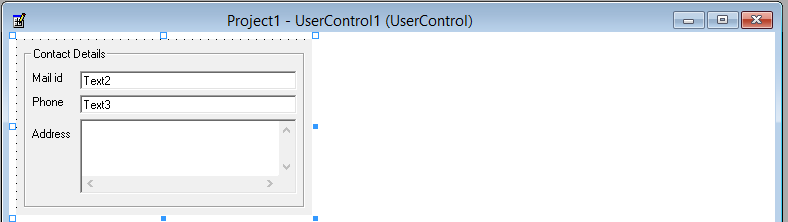 Project1 - UserControl1 (UserControl)
Contact Details
Mail id Text2
Phone Text3
Address